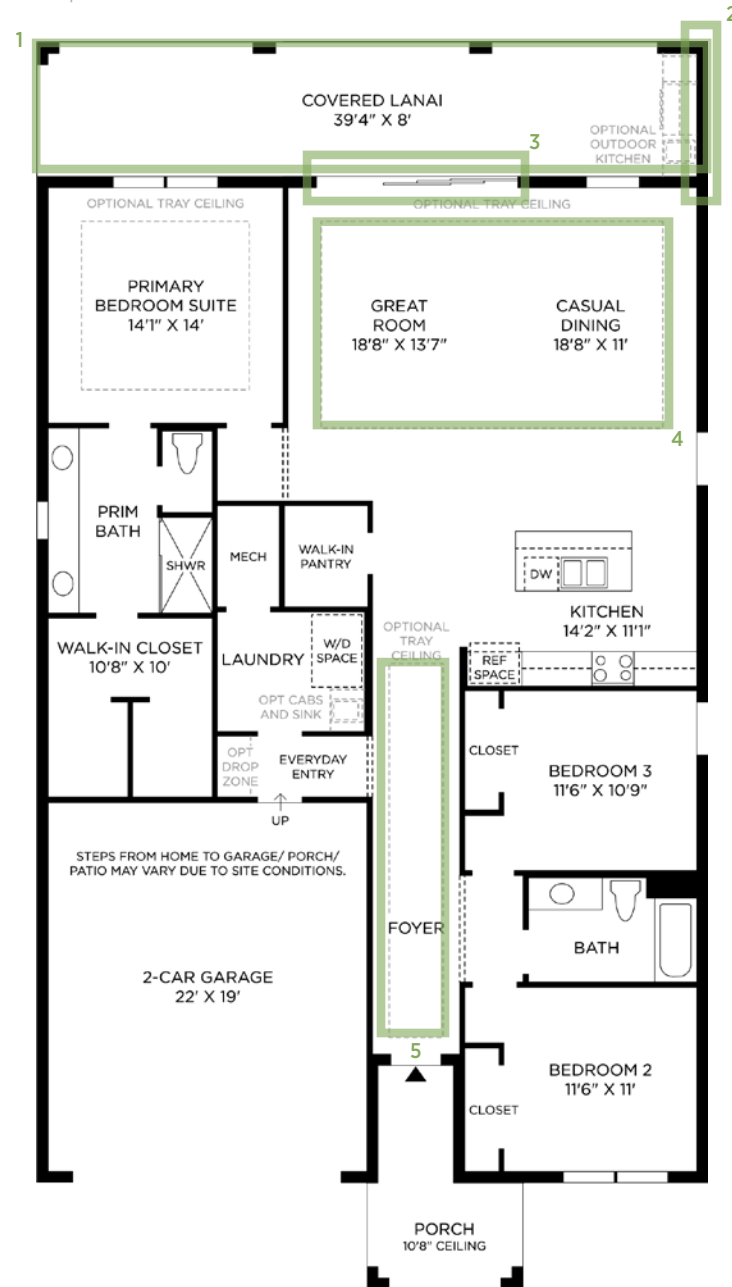 2
1
COVERED LANAI
39'4" X 8'
OPTIONAL
OUTDOOR
KITCHEN
3
OPTIONAL TRAY CEILING
OPTIONAL TRAY CEILING
PRIMARY
BEDROOM SUITE
14'1" X 14'
GREAT
ROOM
18'8" X 13'7"
CASUAL
DINING
18'8" X 11'
4
PRIM
BATH
SHWR
MECH
WALK-IN
PANTRY
DW
KITCHEN
14'2" X 11'1"
REF
SPACE
WALK-IN CLOSET
10'8" X 10'
LAUNDRY
W/D
SPACE
OPTIONAL
TRAY
CEILING
OPT CABS
AND SINK
OPT
DROP
ZONE
EVERYDAY
ENTRY
UP
CLOSET
BEDROOM 3
11'6" X 10'9"
STEPS FROM HOME TO GARAGE/ PORCH/
PATIO MAY VARY DUE TO SITE CONDITIONS.
FOYER
BATH
2-CAR GARAGE
22' X 19'
5
BEDROOM 2
11'6" X 11'
CLOSET
PORCH
10'8" CEILING